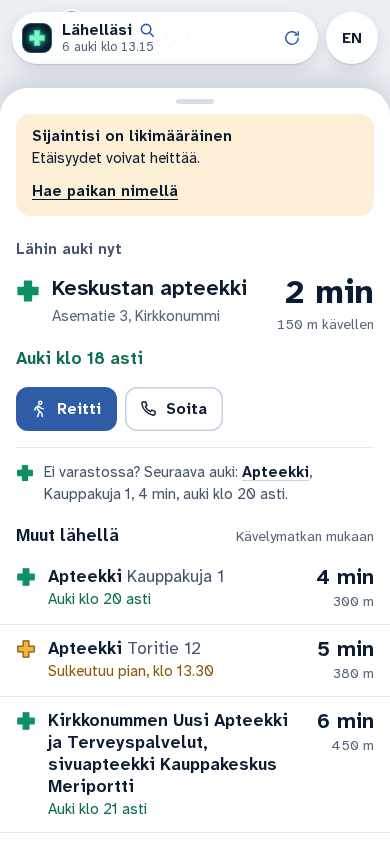 Lähelläsi
6 auki klo 13.15
EN
Sijaintisi on likimääräinen
Etäisyydet voivat heittää.
Hae paikan nimellä
Lähin auki nyt
Keskustan apteekki
2 min
Asematie 3, Kirkkonummi
150 m kävellen
Auki klo 18 asti
Reitti
Soita
Ei varastossa? Seuraava auki: Apteekki,
Kauppakuja 1, 4 min, auki klo 20 asti.
Muut lähellä
Kävelymatkan mukaan
Apteekki Kauppakuja 1
4 min
Auki klo 20 asti
300 m
Apteekki Toritie 12
5 min
Sulkeutuu pian, klo 13.30
380 m
Kirkkonummen Uusi Apteekki
6 min
ja Terveyspalvelut,
450 m
sivuapteekki Kauppakeskus
Meriportti
Auki klo 21 asti